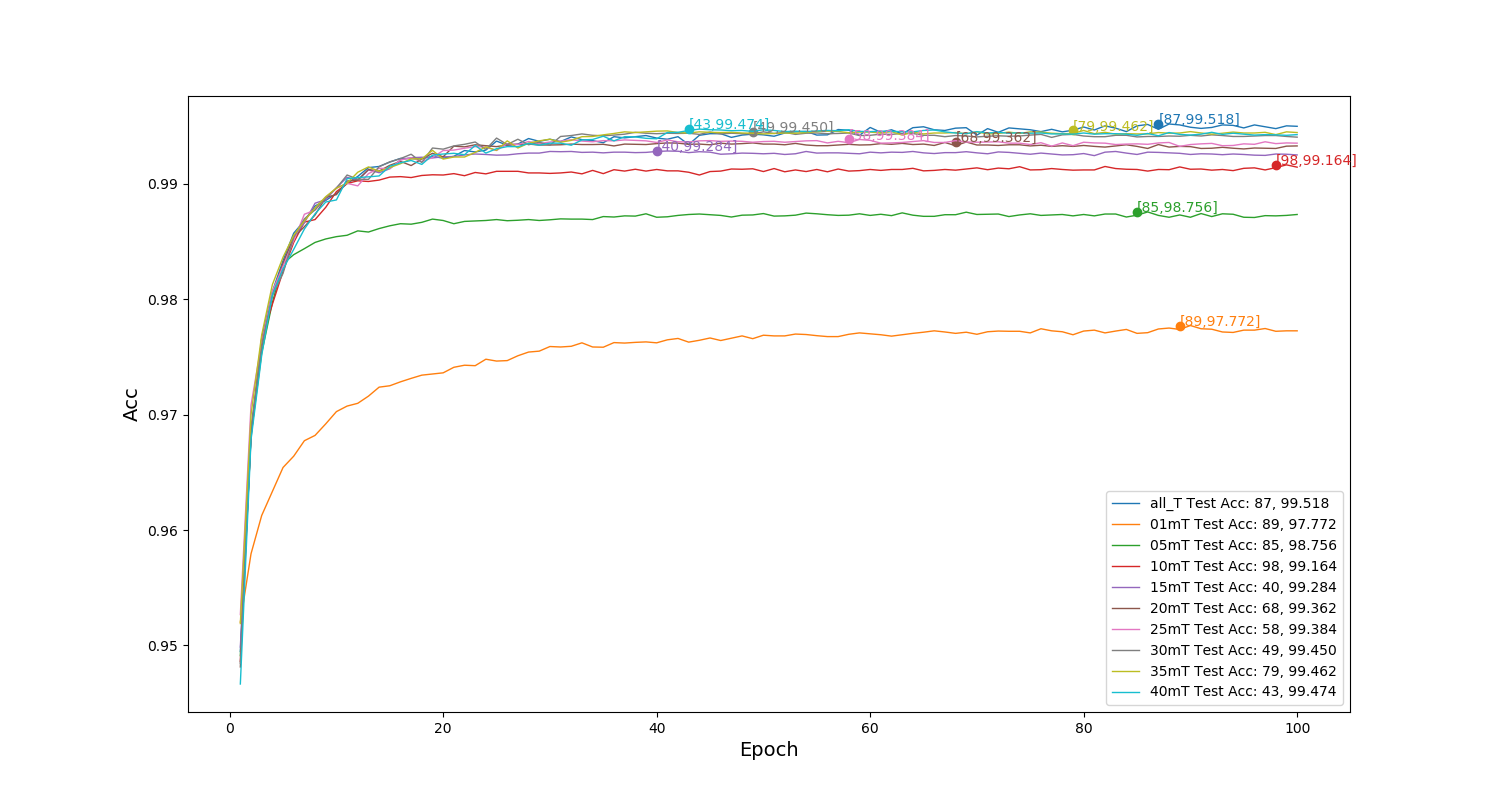 [87,99.518]
[43,99.474]
[49,99.450]
[79,99.462]
[58,99.384]
[68,99.362]
[40,99.284]
[98,99.164]
[85,98.756]
[89,97.772]
0.99
0.98
0.97
0.96
0.95
Acc
0
20
40
60
80
100
Epoch
all_T Test Acc: 87, 99.518
01mT Test Acc: 89, 97.772
05mT Test Acc: 85, 98.756
10mT Test Acc: 98, 99.164
15mT Test Acc: 40, 99.284
20mT Test Acc: 68, 99.362
25mT Test Acc: 58, 99.384
30mT Test Acc: 49, 99.450
35mT Test Acc: 79, 99.462
40mT Test Acc: 43, 99.474